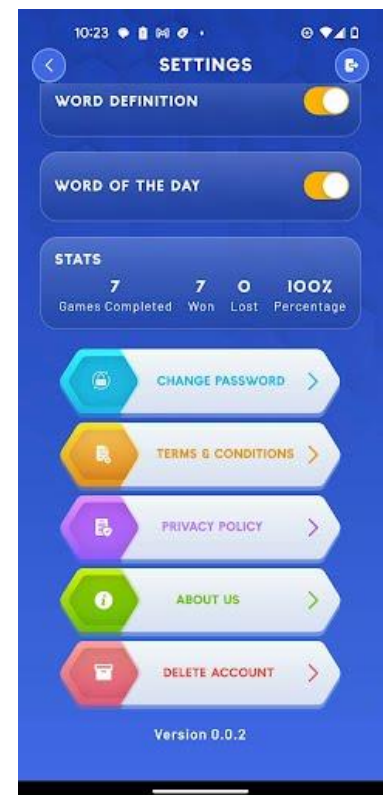 10:23
SETTINGS
WORD DEFINITION
WORD OF THE DAY
STATS
7 7 0 100%
Games Completed Won Lost Percentage
CHANGE PASSWORD
TERMS & CONDITIONS
PRIVACY POLICY
ABOUT US
DELETE ACCOUNT
Version 0.0.2